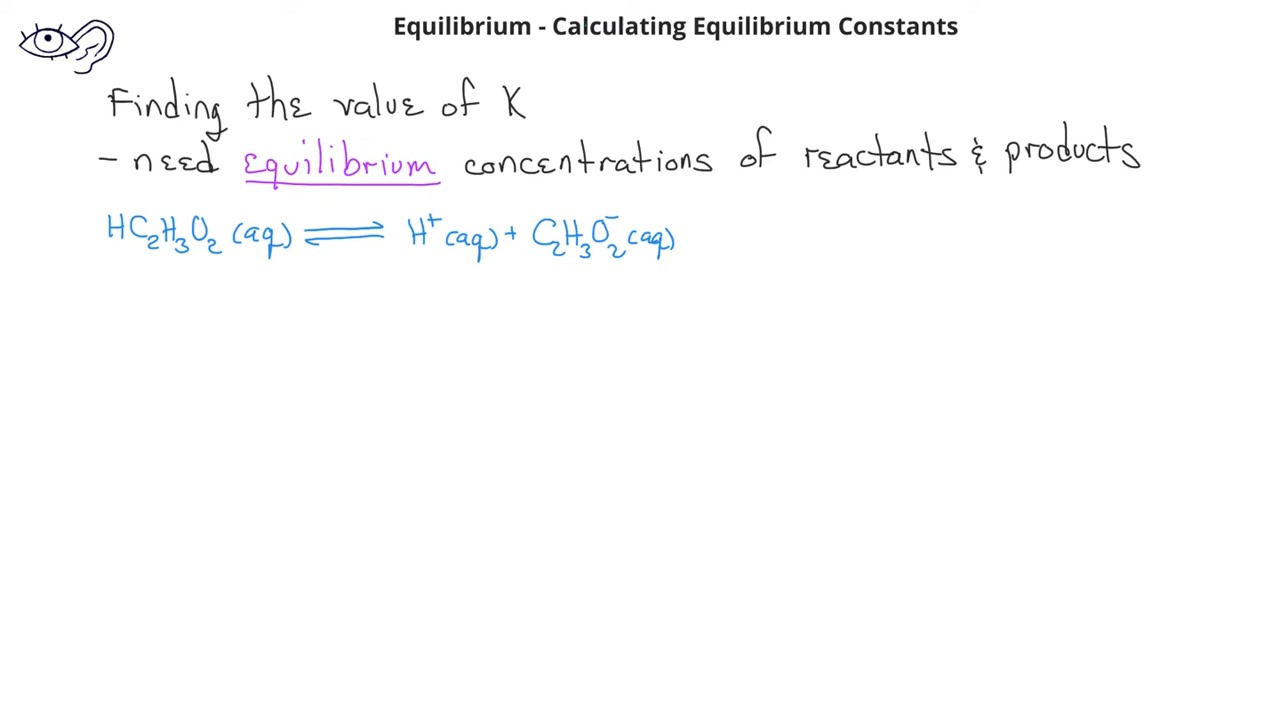 Equilibrium - Calculating Equilibrium Constants
Finding the value of K
- need equilibrium concentrations of reactants & products
HC₂H₃O₂ (aq) ⇌ H⁺ (aq) + C₂H₃O₂⁻ (aq)